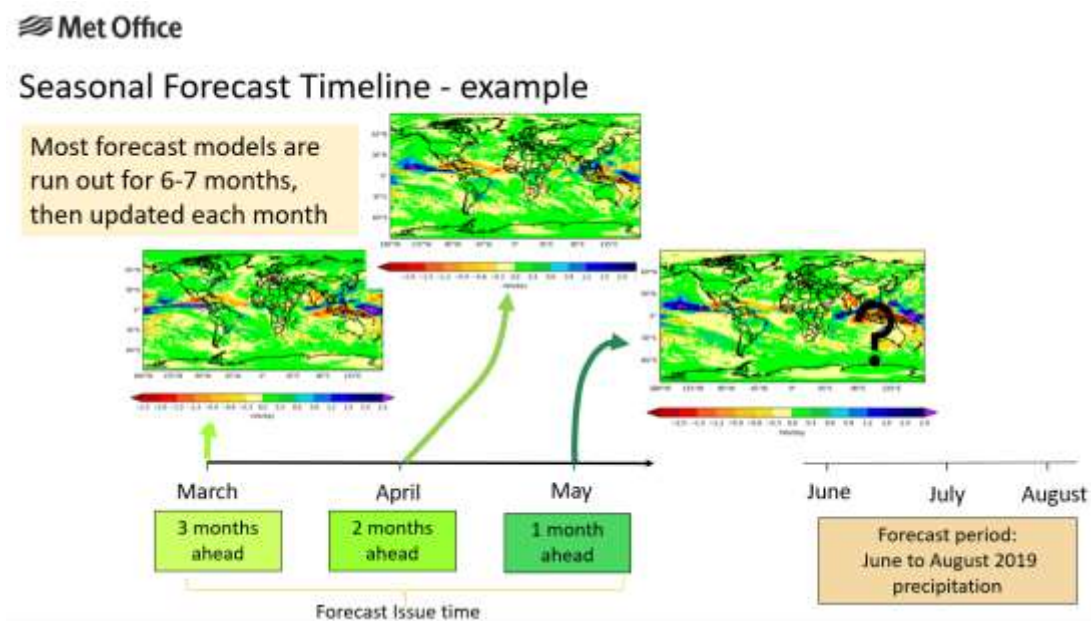 Met Office
Seasonal Forecast Timeline - example
Most forecast models are
run out for 6-7 months,
then updated each month
?
March
April
May
June
July
August
3 months
ahead
2 months
ahead
1 month
ahead
Forecast period:
June to August 2019
precipitation
Forecast Issue time